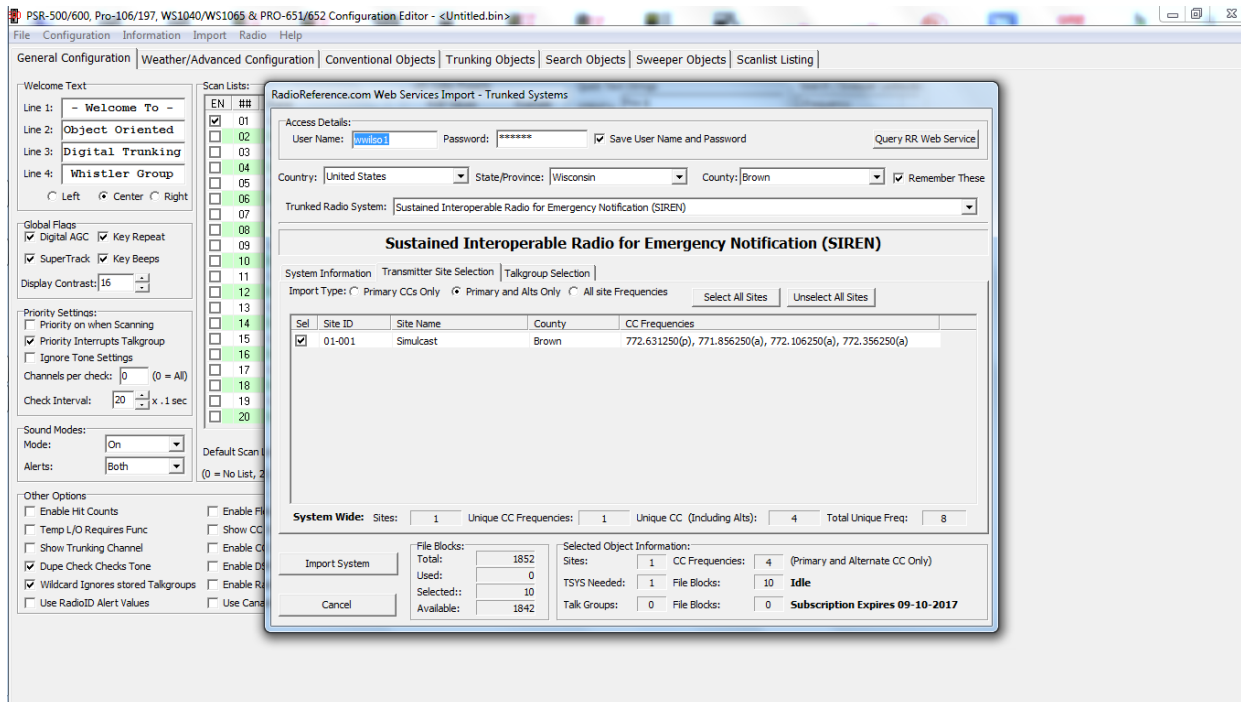 PSR-500/600, Pro-106/197, WS1040/WS1065 & PRO-651/652 Configuration Editor - <Untitled.bin>
File Configuration Information Import Radio Help
General Configuration Weather/Advanced Configuration Conventional Objects Trunking Objects Search Objects Sweeper Objects Scanlist Listing
Welcome Text
Line 1: - Welcome To -
Line 2: Object Oriented
Line 3: Digital Trunking
Line 4: Whistler Group
Left Center Right
Global Flags
Digital AGC Key Repeat
SuperTrack Key Beeps
Display Contrast: 16
Priority Settings:
Priority on when Scanning
Priority Interrupts Talkgroup
Ignore Tone Settings
Channels per check: 0 (0 = All)
Check Interval: 20 x .1 sec
Sound Modes:
Mode: On
Alerts: Both
Other Options
Enable Hit Counts
Temp L/O Requires Func
Show Trunking Channel
Dupe Check Checks Tone
Wildcard Ignores stored Talkgroups
Use RadioID Alert Values
Scan Lists:
EN ##
01
02
03
04
05
06
07
08
09
10
11
12
13
14
15
16
17
18
19
20
Default Scan
(0 = No List, 2
Enable
Show CC
Enable
Enable
Enable
Use
RadioReference.com Web Services Import - Trunked Systems
Access Details:
User Name: wwilso1 Password: ****** Save User Name and Password Query RR Web Service
Country: United States State/Province: Wisconsin County: Brown Remember These
Trunked Radio System: Sustained Interoperable Radio for Emergency Notification (SIREN)
Sustained Interoperable Radio for Emergency Notification (SIREN)
System Information Transmitter Site Selection Talkgroup Selection
Import Type: Primary CCs Only Primary and Alts Only All site Frequencies Select All Sites Unselect All Sites
Sel Site ID Site Name County CC Frequencies
01-001 Simulcast Brown 772.631250(p), 771.856250(a), 772.106250(a), 772.356250(a)
System Wide: Sites: 1 Unique CC Frequencies: 1 Unique CC (Including Alts): 4 Total Unique Freq: 8
Import System
Cancel
File Blocks:
Total: 1852
Used: 0
Selected:: 10
Available: 1842
Selected Object Information:
Sites: 1 CC Frequencies: 4 (Primary and Alternate CC Only)
TSYS Needed: 1 File Blocks: 10 Idle
Talk Groups: 0 File Blocks: 0 Subscription Expires 09-10-2017